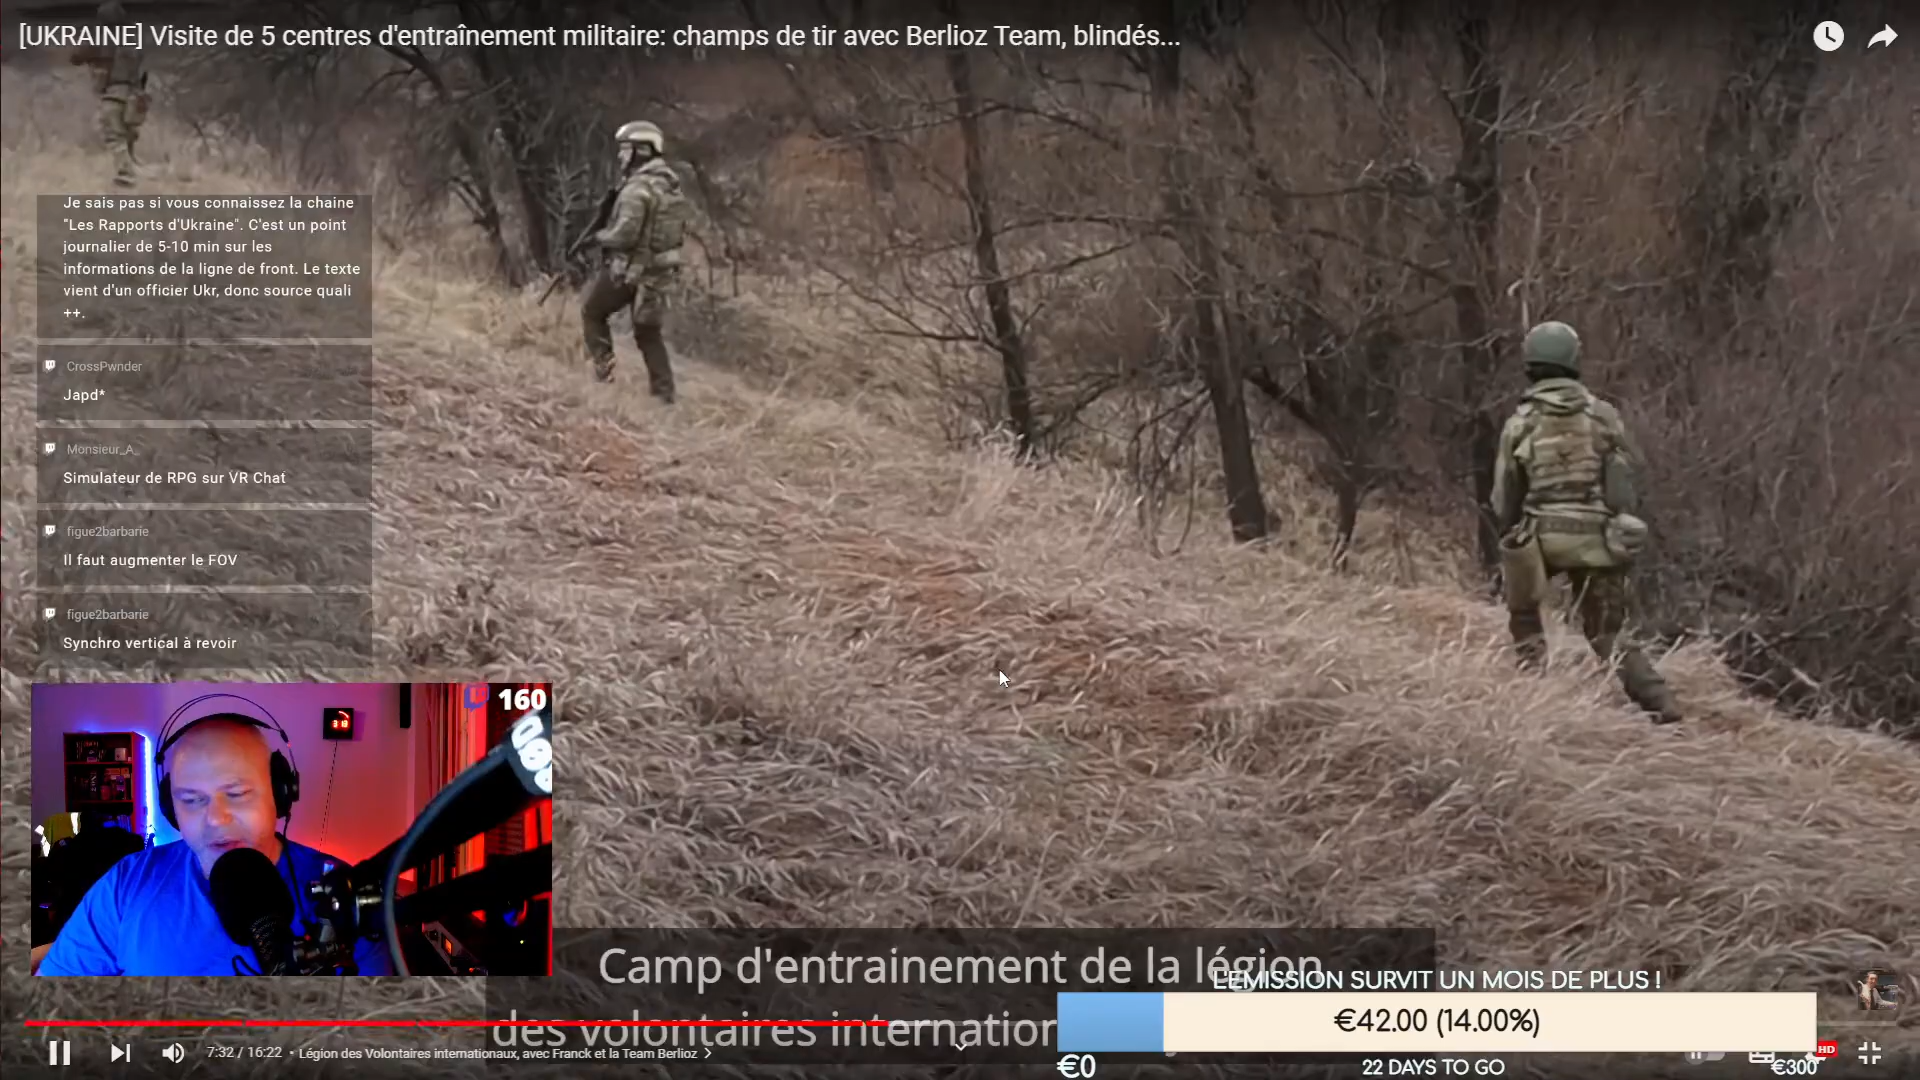 [UKRAINE] Visite de 5 centres d'entraînement militaire: champs de tir avec Berlioz Team, blindés...
Je sais pas si vous connaissez la chaine
"Les Rapports d'Ukraine". C'est un point
journalier de 5-10 min sur les
informations de la ligne de front. Le texte
vient d'un officier Ukr, donc source quali
++.
CrossPwnder
Japd*
Monsieur_A_
Simulateur de RPG sur VR Chat
figue2barbarie
Il faut augmenter le FOV
figue2barbarie
Synchro vertical à revoir
160
Camp d'entrainement de la légion
des volontaires internation
L'EMISSION SURVIT UN MOIS DE PLUS !
€42.00 (14.00%)
€0
22 DAYS TO GO
€300
7:32 / 16:22 • Légion des Volontaires internationaux, avec Franck et la Team Berlioz
HD